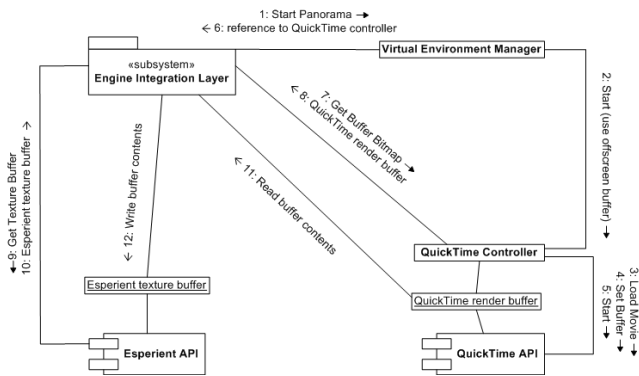 1: Start Panorama →
← 6: reference to QuickTime controller
«subsystem»
Engine Integration Layer
Virtual Environment Manager
2: Start (use offscreen buffer) →
7: Get Buffer Bitmap →
← 8: QuickTime render buffer
← 11: Read buffer contents
← 12: Write buffer contents
←9: Get Texture Buffer
10: Esperient texture buffer →
QuickTime Controller
Esperient texture buffer
QuickTime render buffer
3: Load Movie →
4: Set Buffer →
5: Start →
Esperient API
QuickTime API